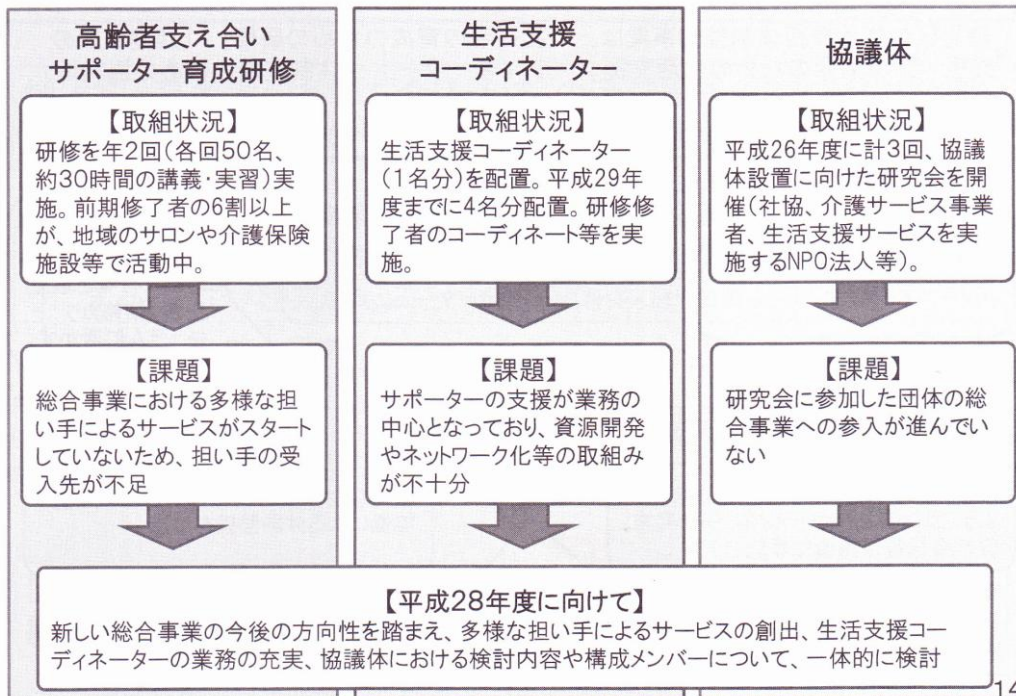 高齢者支え合い
サポーター育成研修
【取組状況】
研修を年2回(各回50名、
約30時間の講義・実習)実
施。前期修了者の6割以上
が、地域のサロンや介護保険
施設等で活動中。
【課題】
総合事業における多様な担
い手によるサービスがスタート
していないため、担い手の受
入先が不足
生活支援
コーディネーター
【取組状況】
生活支援コーディネーター
(1名分)を配置。平成29年
度までに4名分配置。研修修
了者のコーディネート等を実
施。
【課題】
サポーターの支援が業務の
中心となっており、資源開発
やネットワーク化等の取組み
が不十分
協議体
【取組状況】
平成26年度に計3回、協議
体設置に向けた研究会を開
催(社協、介護サービス事業
者、生活支援サービスを実
施するNPO法人等)。
【課題】
研究会に参加した団体の総
合事業への参入が進んでい
ない
【平成28年度に向けて】
新しい総合事業の今後の方向性を踏まえ、多様な担い手によるサービスの創出、生活支援コー
ディネーターの業務の充実、協議体における検討内容や構成メンバーについて、一体的に検討
14